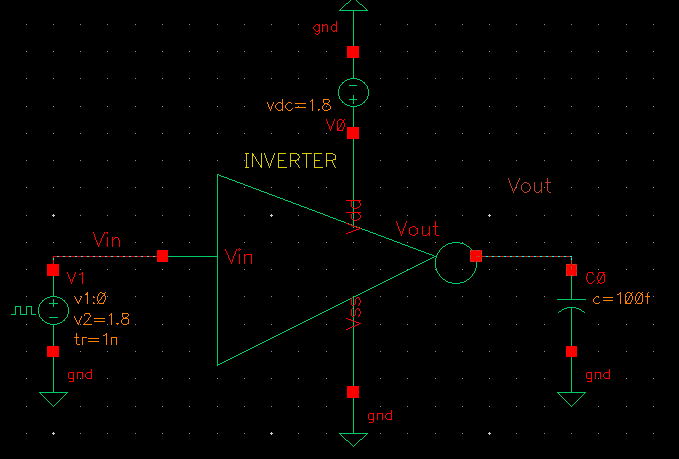 gnd
vdc=1.8
V0
INVERTER
Vdd
Vout
Vout
Vin
Vin
V1
v1:0
v2=1.8
tr=1n
gnd
Vss
gnd
C0
c=100f
gnd